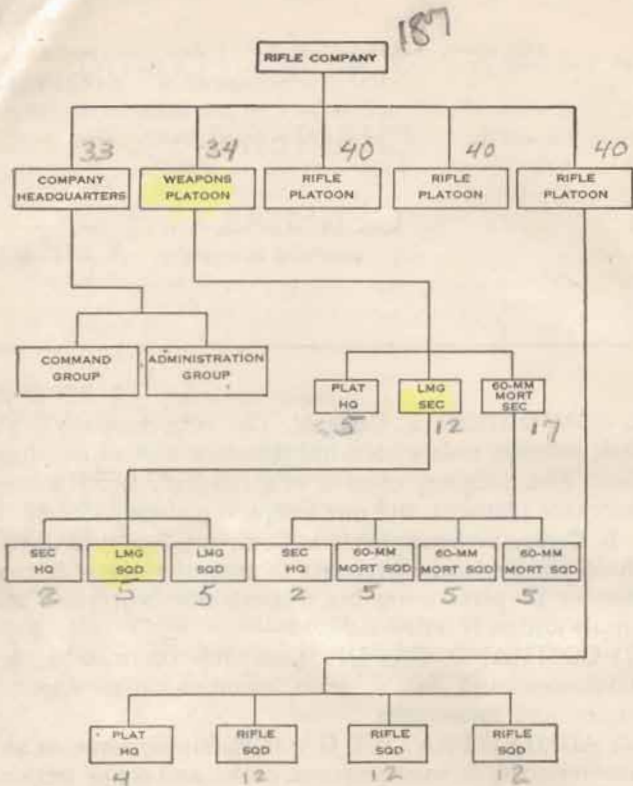 187
RIFLE COMPANY
33 34 40 40 40
COMPANY HEADQUARTERS
WEAPONS PLATOON
RIFLE PLATOON
RIFLE PLATOON
RIFLE PLATOON
COMMAND GROUP
ADMINISTRATION GROUP
PLAT HQ
LMG SEC
60-MM MORT SEC
5 12 17
SEC HQ
LMG SQD
LMG SQD
SEC HQ
60-MM MORT SQD
60-MM MORT SQD
60-MM MORT SQD
2 5 5 2 5 5 5
PLAT HQ
RIFLE SQD
RIFLE SQD
RIFLE SQD
4 12 12 12